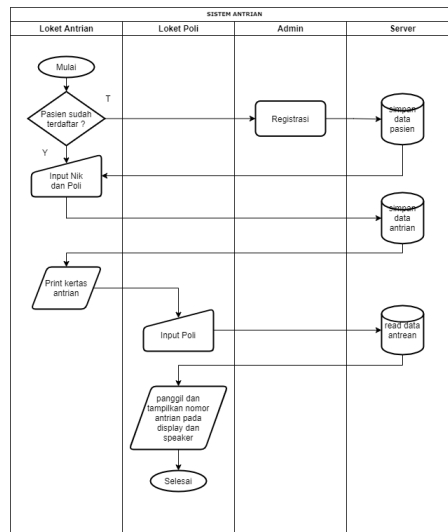 SISTEM ANTRIAN
Loket Antrian
Loket Poli
Admin
Server
Mulai
T
Pasien sudah
terdaftar ?
Y
Registrasi
simpan
data
pasien
Input Nik
dan Poli
simpan
data
antrian
Print kertas
antrian
Input Poli
read data
antrean
panggil dan
tampilkan nomor
antrian pada
display dan
speaker
Selesai